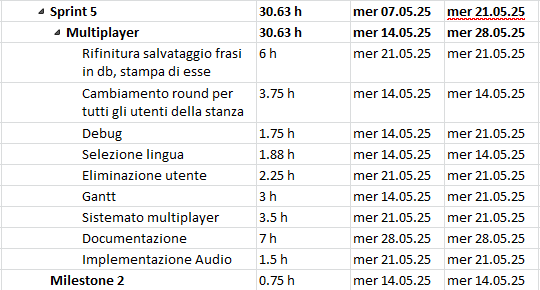 Sprint 5 30.63 h mer 07.05.25 mer 21.05.25
Multiplayer 30.63 h mer 14.05.25 mer 28.05.25
Rifinitura salvataggio frasi 6 h mer 21.05.25 mer 21.05.25
in db, stampa di esse
Cambiamento round per 3.75 h mer 14.05.25 mer 14.05.25
tutti gli utenti della stanza
Debug 1.75 h mer 14.05.25 mer 21.05.25
Selezione lingua 1.88 h mer 14.05.25 mer 14.05.25
Eliminazione utente 2.25 h mer 21.05.25 mer 21.05.25
Gantt 3 h mer 14.05.25 mer 14.05.25
Sistemato multiplayer 3.5 h mer 14.05.25 mer 21.05.25
Documentazione 7 h mer 28.05.25 mer 28.05.25
Implementazione Audio 1.5 h mer 21.05.25 mer 21.05.25
Milestone 2 0.75 h mer 14.05.25 mer 14.05.25